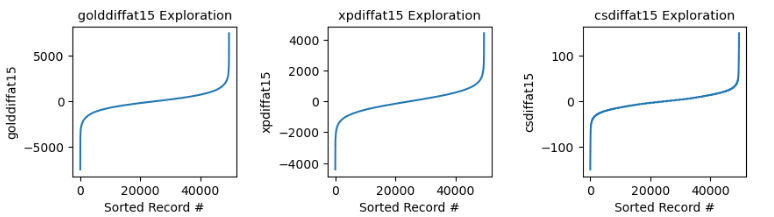 golddiffat15 Exploration
golddiffat15
5000
0
−5000
0
20000
40000
Sorted Record #
xpdiffat15 Exploration
xpdiffat15
4000
2000
0
−2000
−4000
0
20000
40000
Sorted Record #
csdiffat15 Exploration
csdiffat15
100
0
−100
0
20000
40000
Sorted Record #